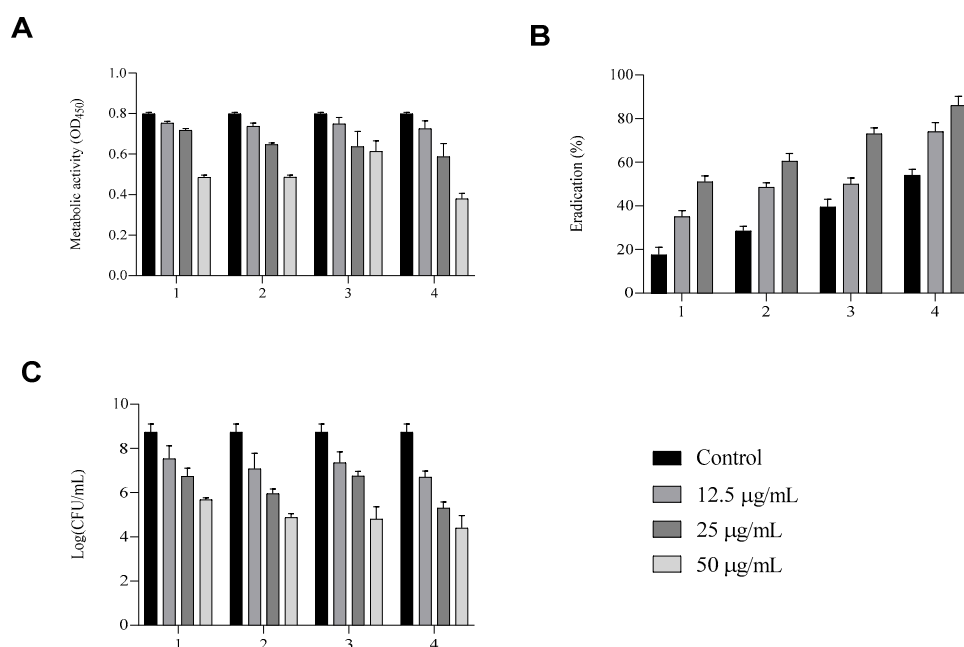 A
Metabolic activity (OD450)
1.0
0.8
0.6
0.4
0.2
0.0
1 2 3 4
B
Eradication (%)
100
80
60
40
20
0
1 2 3 4
C
Log(CFU/mL)
10
8
6
4
2
0
1 2 3 4
Control
12.5 µg/mL
25 µg/mL
50 µg/mL